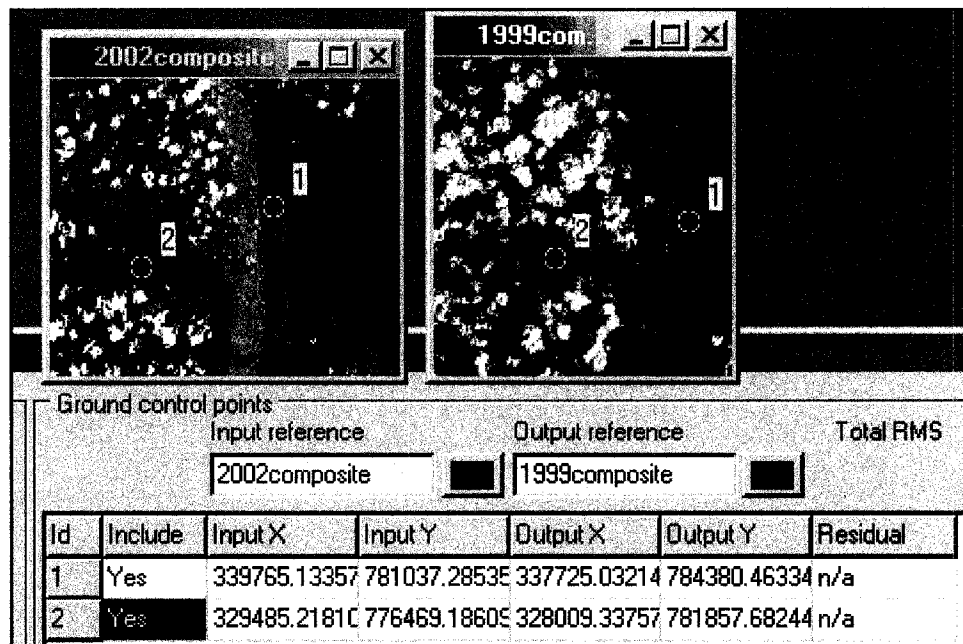 2002composite
1999com.
1
2
1
2
Ground control points
Input reference Output reference Total RMS
2002composite 1999composite
Id Include Input X Input Y Output X Output Y Residual
1 Yes 339765.13357 781037.28535 337725.03214 784380.46334 n/a
2 Yes 329485.21810 776469.18609 328009.33757 781857.68244 n/a